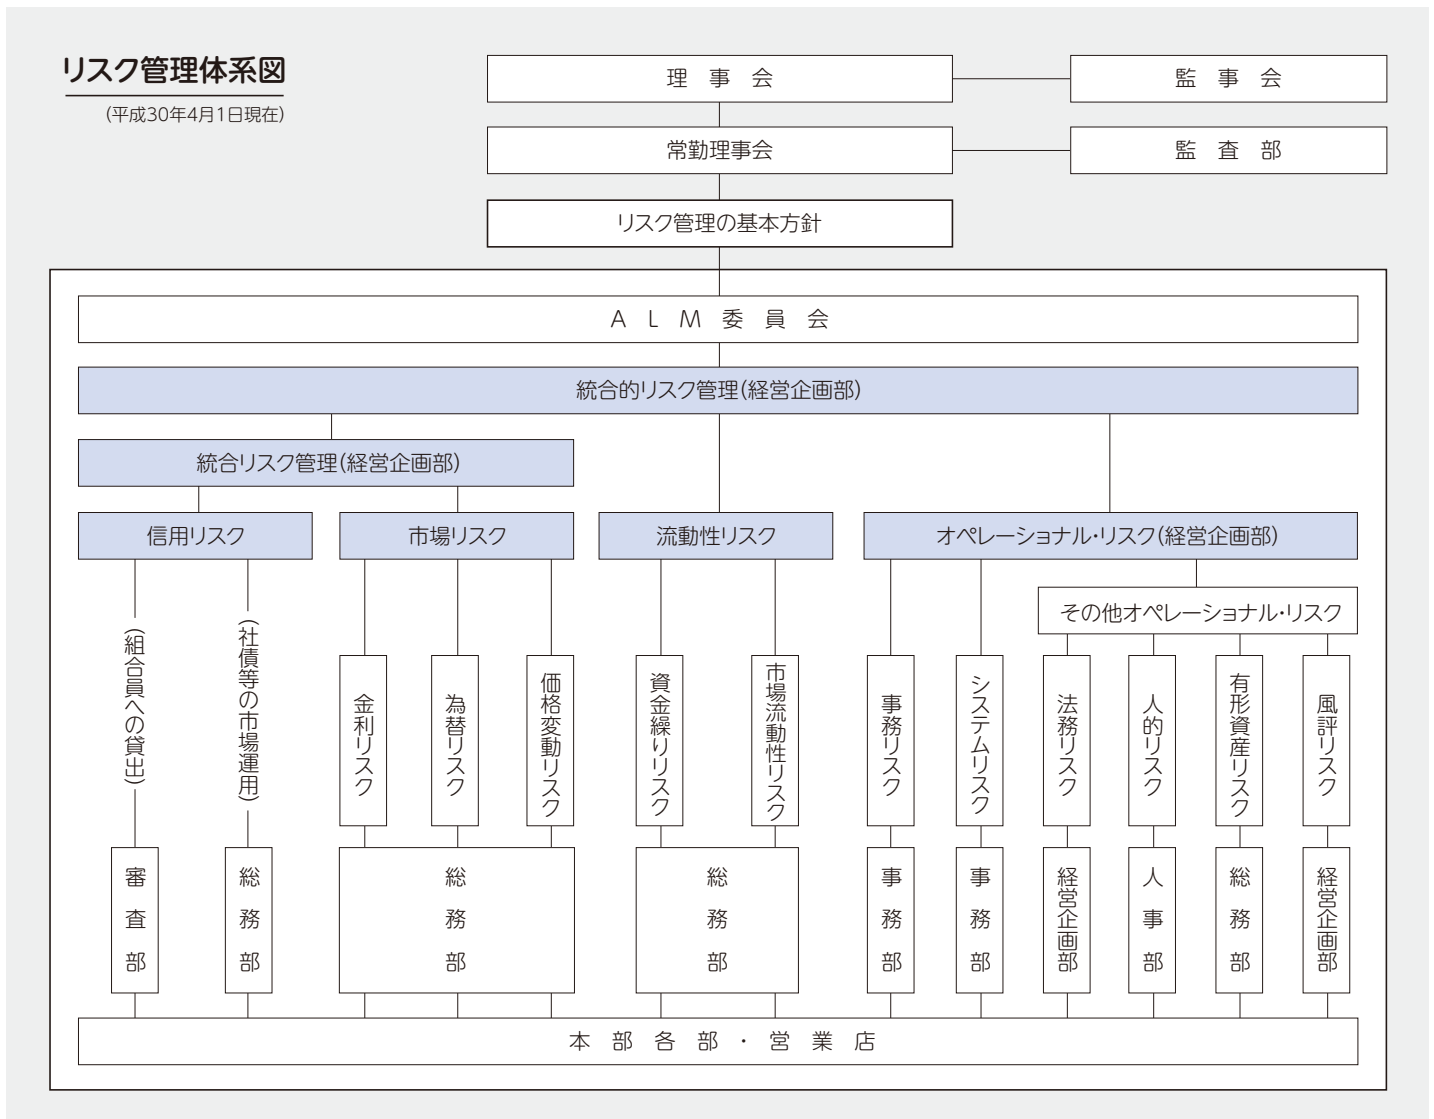 リスク管理体系図
(平成30年4月1日現在)
理事会
監事会
常勤理事会
監査部
リスク管理の基本方針
ALM委員会
統合的リスク管理(経営企画部)
統合リスク管理(経営企画部)
信用リスク
市場リスク
流動性リスク
オペレーショナル・リスク(経営企画部)
その他オペレーショナル・リスク
(組合員への貸出)
(社債等の市場運用)
金利リスク
為替リスク
価格変動リスク
資金繰りリスク
市場流動性リスク
事務リスク
システムリスク
法務リスク
人的リスク
有形資産リスク
風評リスク
審査部
総務部
総務部
総務部
事務部
事務部
経営企画部
人事部
総務部
経営企画部
本部各部・営業店